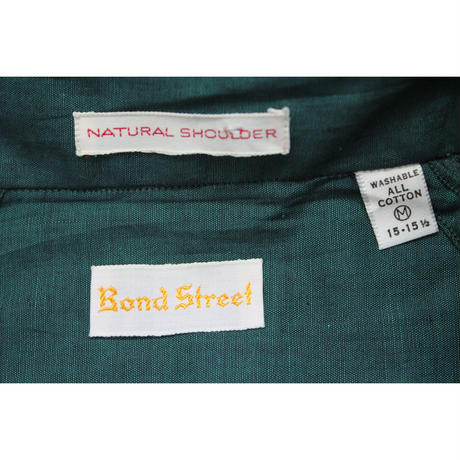 NATURAL SHOULDER
WASHABLE
ALL
COTTON
M
15-15½
Bond Street